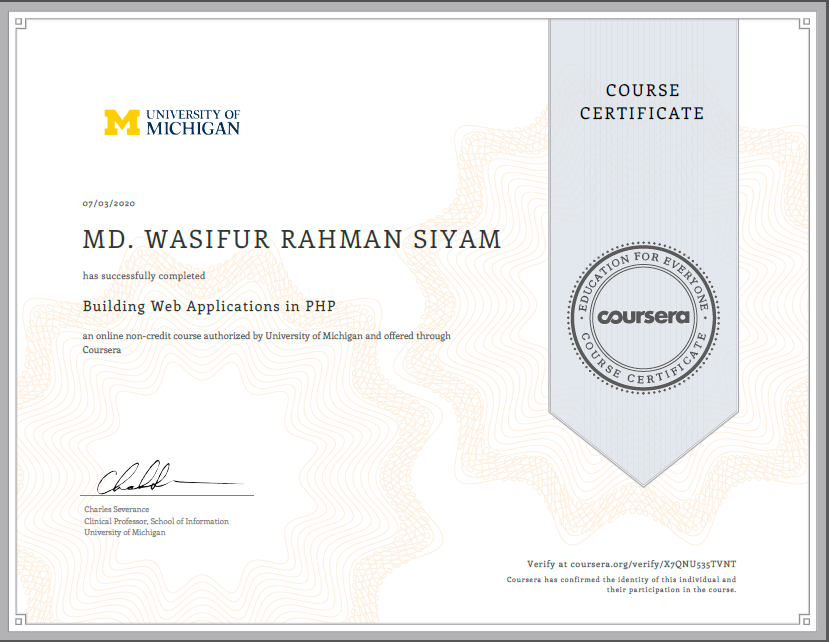 UNIVERSITY OF
MICHIGAN
COURSE
CERTIFICATE
07/03/2020
MD. WASIFUR RAHMAN SIYAM
has successfully completed
Building Web Applications in PHP
an online non-credit course authorized by University of Michigan and offered through
Coursera
EDUCATION FOR EVERYONE
coursera
COURSE CERTIFICATE
Charles Severance
Clinical Professor, School of Information
University of Michigan
Verify at coursera.org/verify/X7QNU535TVNT
Coursera has confirmed the identity of this individual and
their participation in the course.